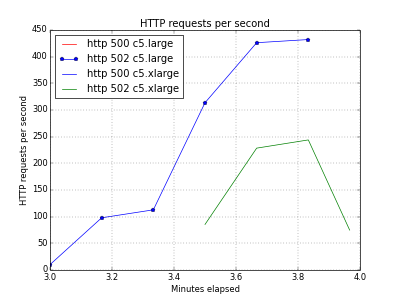 HTTP requests per second
450
400
350
300
250
200
150
100
50
0
HTTP requests per second
http 500 c5.large
http 502 c5.large
http 500 c5.xlarge
http 502 c5.xlarge
3.0 3.2 3.4 3.6 3.8 4.0
Minutes elapsed